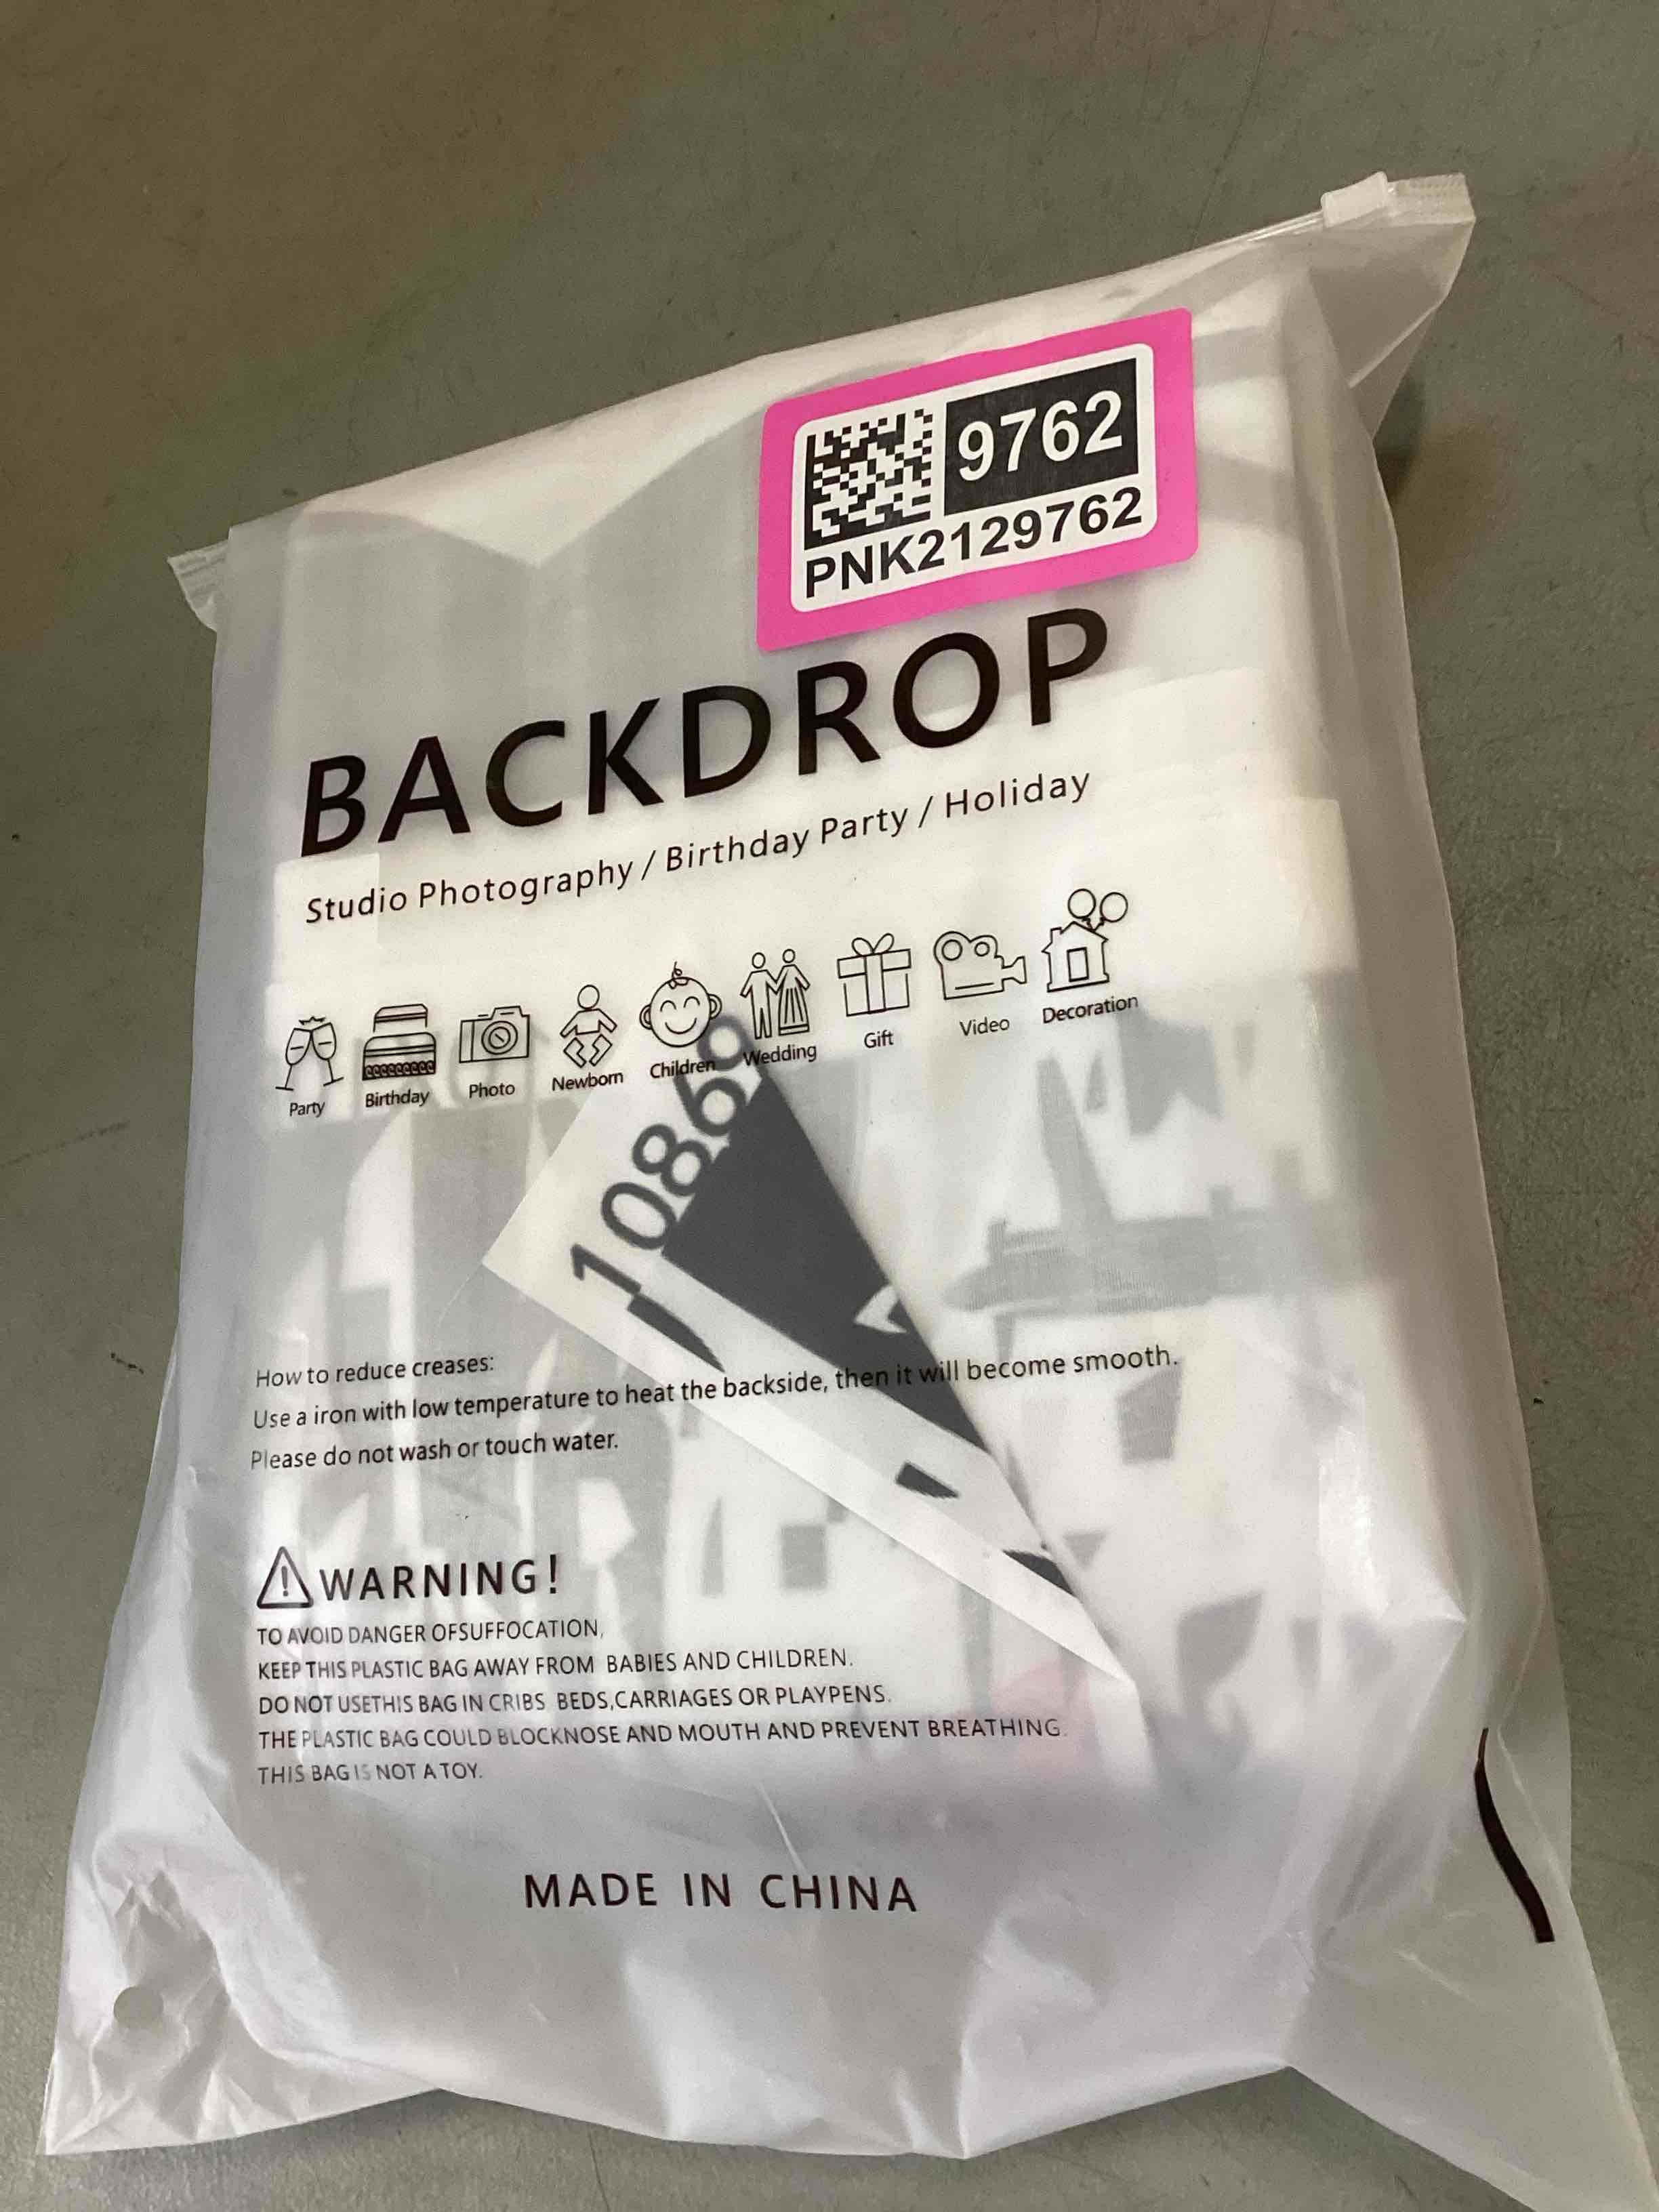 9762
PNK2129762
BACKDROP
Studio Photography / Birthday Party / Holiday
Party Birthday Photo Newborn Children Wedding Gift Video Decoration
How to reduce creases:
Use a iron with low temperature to heat the backside, then it will become smooth.
Please do not wash or touch water.
WARNING!
TO AVOID DANGER OFSUFFOCATION,
KEEP THIS PLASTIC BAG AWAY FROM BABIES AND CHILDREN.
DO NOT USETHIS BAG IN CRIBS BEDS,CARRIAGES OR PLAYPENS.
THE PLASTIC BAG COULD BLOCKNOSE AND MOUTH AND PREVENT BREATHING.
THIS BAG IS NOT A TOY.
MADE IN CHINA